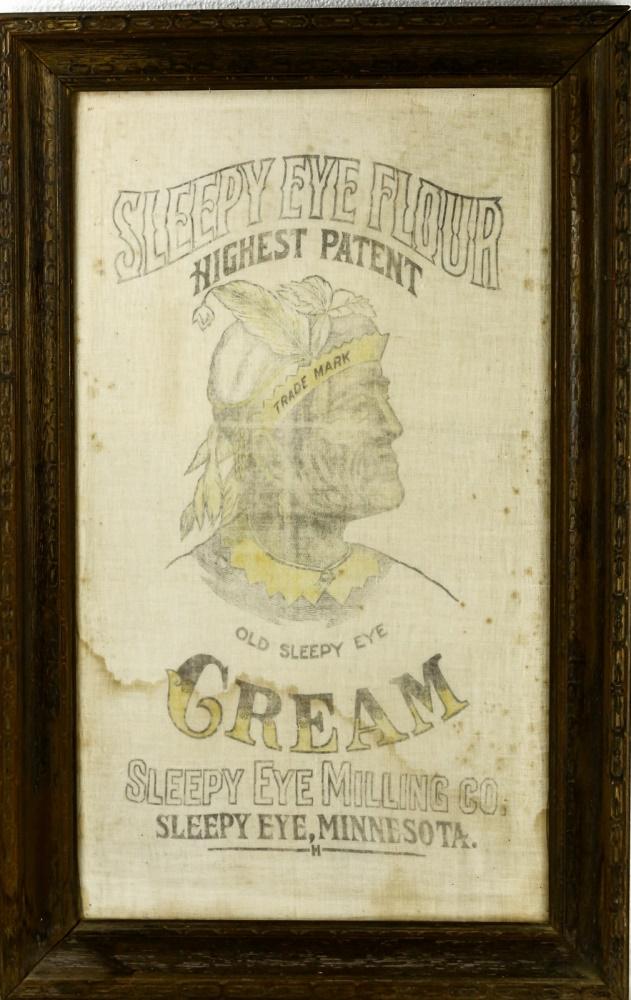 SLEEPY EYE FLOUR
HIGHEST PATENT
TRADE MARK
OLD SLEEPY EYE
CREAM
SLEEPY EYE MILLING CO.
SLEEPY EYE, MINNESOTA.
H